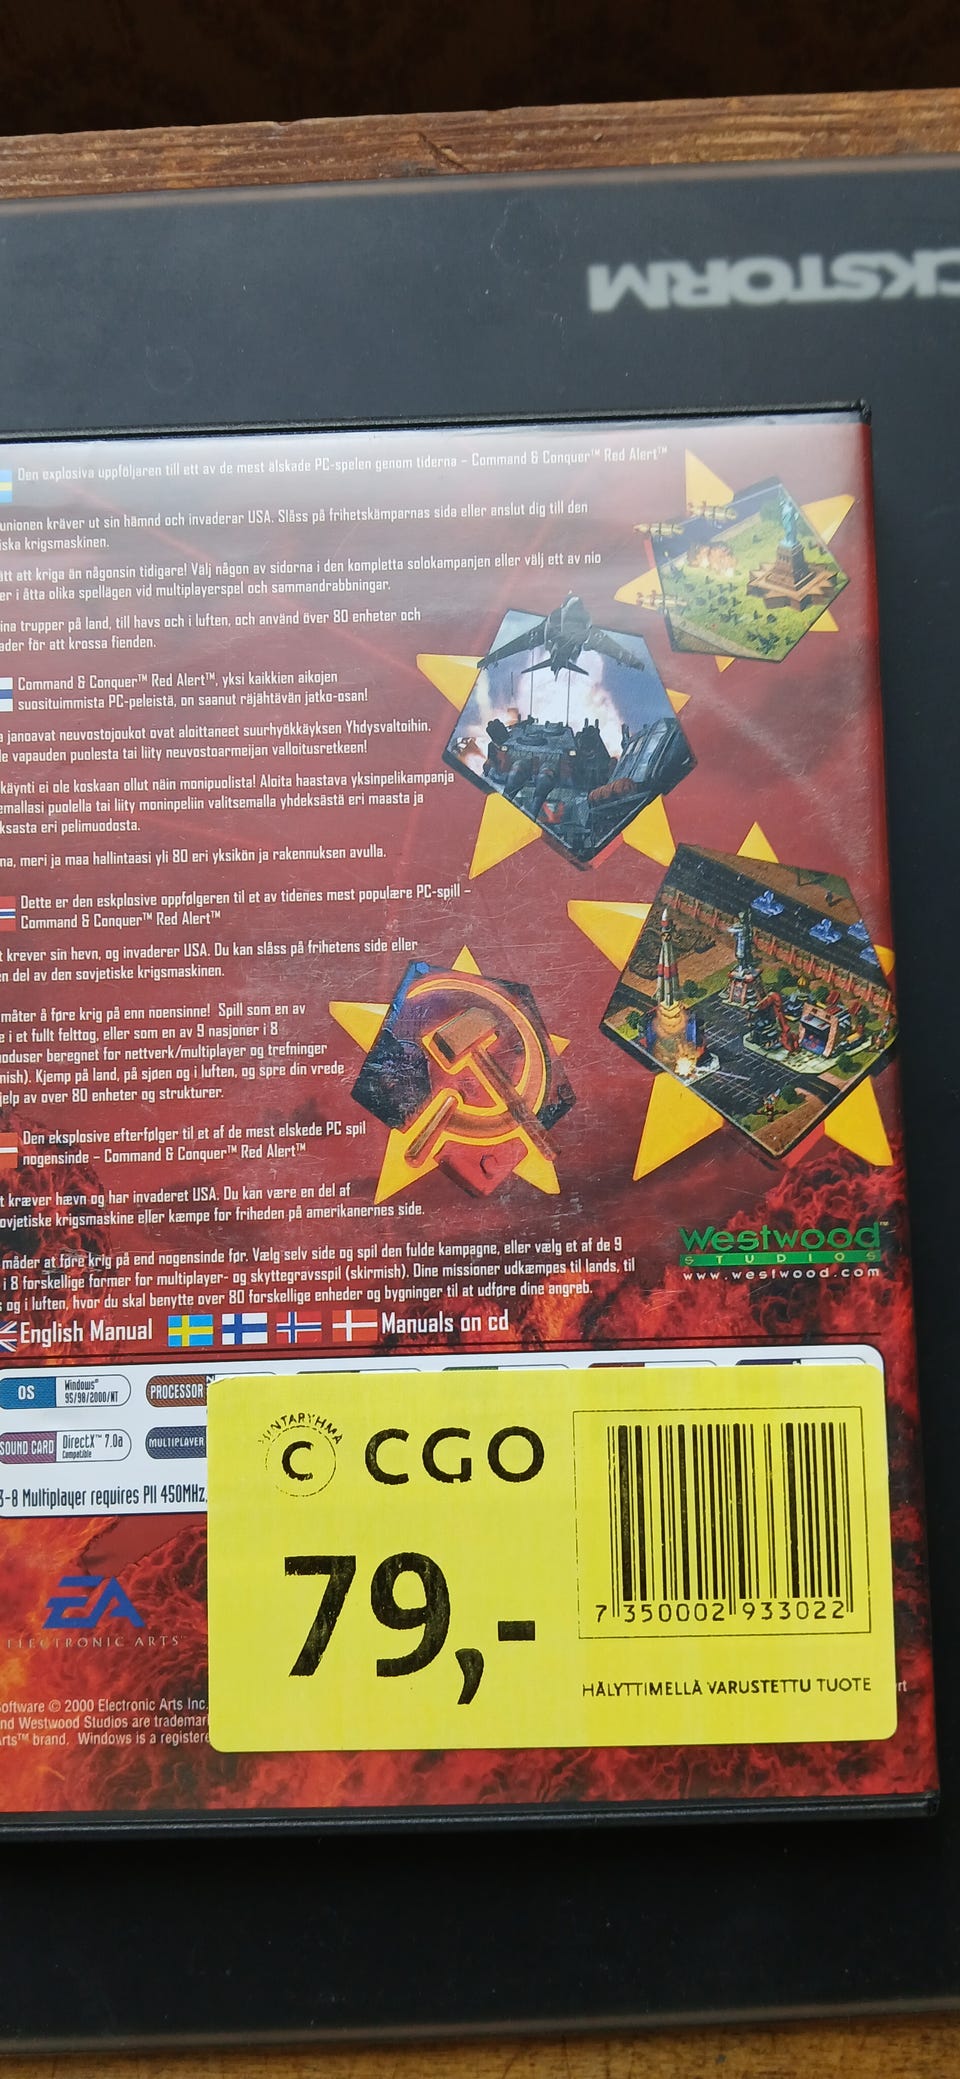 CKSTORM
Den explosiva uppföljaren till ett av de mest älskade PC-spelen genom tiderna – Command & Conquer™ Red Alert™
unionen kräver ut sin hämnd och invaderar USA. Slåss på frihetskämparnas sida eller anslut dig till den
iska krigsmaskinen.
ätt att kriga än någonsin tidigare! Välj någon av sidorna i den kompletta solokampanjen eller välj ett av nio
er i åtta olika spellägen vid multiplayerspel och sammandrabbningar.
ina trupper på land, till havs och i luften, och använd över 80 enheter och
ader för att krossa fienden.
Command & Conquer™ Red Alert™, yksi kaikkien aikojen
suosituimmista PC-peleistä, on saanut räjähtävän jatko-osan!
a janoavat neuvostojoukot ovat aloittaneet suurhyökkäyksen Yhdysvaltoihin.
le vapauden puolesta tai liity neuvostoarmeijan valloitusretkeen!
käynti ei ole koskaan ollut näin monipuolista! Aloita haastava yksinpelikampanja
emallasi puolella tai liity moninpeliin valitsemalla yhdeksästä eri maasta ja
ksasta eri pelimuodosta.
na, meri ja maa hallintaasi yli 80 eri yksikön ja rakennuksen avulla.
Dette er den eskplosive oppfølgeren til et av tidenes mest populære PC-spill –
Command & Conquer™ Red Alert™
t krever sin hevn, og invaderer USA. Du kan slåss på frihetens side eller
n del av den sovjetiske krigsmaskinen.
måter å føre krig på enn noensinne! Spill som en av
e i et fullt felttog, eller som en av 9 nasjoner i 8
oduser beregnet for nettverk/multiplayer og trefninger
mish). Kjemp på land, på sjøen og i luften, og spre din vrede
jelp av over 80 enheter og strukturer.
Den eksplosive efterfølger til et af de mest elskede PC spil
nogensinde – Command & Conquer™ Red Alert™
t kræver hævn og har invaderet USA. Du kan være en del af
ovjetiske krigsmaskine eller kæmpe for friheden på amerikanernes side.
måder at føre krig på end nogensinde før. Vælg selv side og spil den fulde kampagne, eller vælg et af de 9
i 8 forskellige former for multiplayer- og skyttegravsspil (skirmish). Dine missioner udkæmpes til lands, til
s og i luften, hvor du skal benytte over 80 forskellige enheder og bygninger til at udføre dine angreb.
Westwood™
STUDIOS
www.westwood.com
English Manual Manuals on cd
OS Windows® 95/98/2000/NT PROCESSOR
SOUND CARD DirectX™ 7.0a Compatible MULTIPLAYER
3-8 Multiplayer requires PII 450MHz,
HINTARYHMÄ
C CGO
79,-
7 350002 933022
HÄLYTTIMELLÄ VARUSTETTU TUOTE
EA
ELECTRONIC ARTS™
oftware © 2000 Electronic Arts Inc.
nd Westwood Studios are trademar
rts™ brand. Windows is a registere
rt